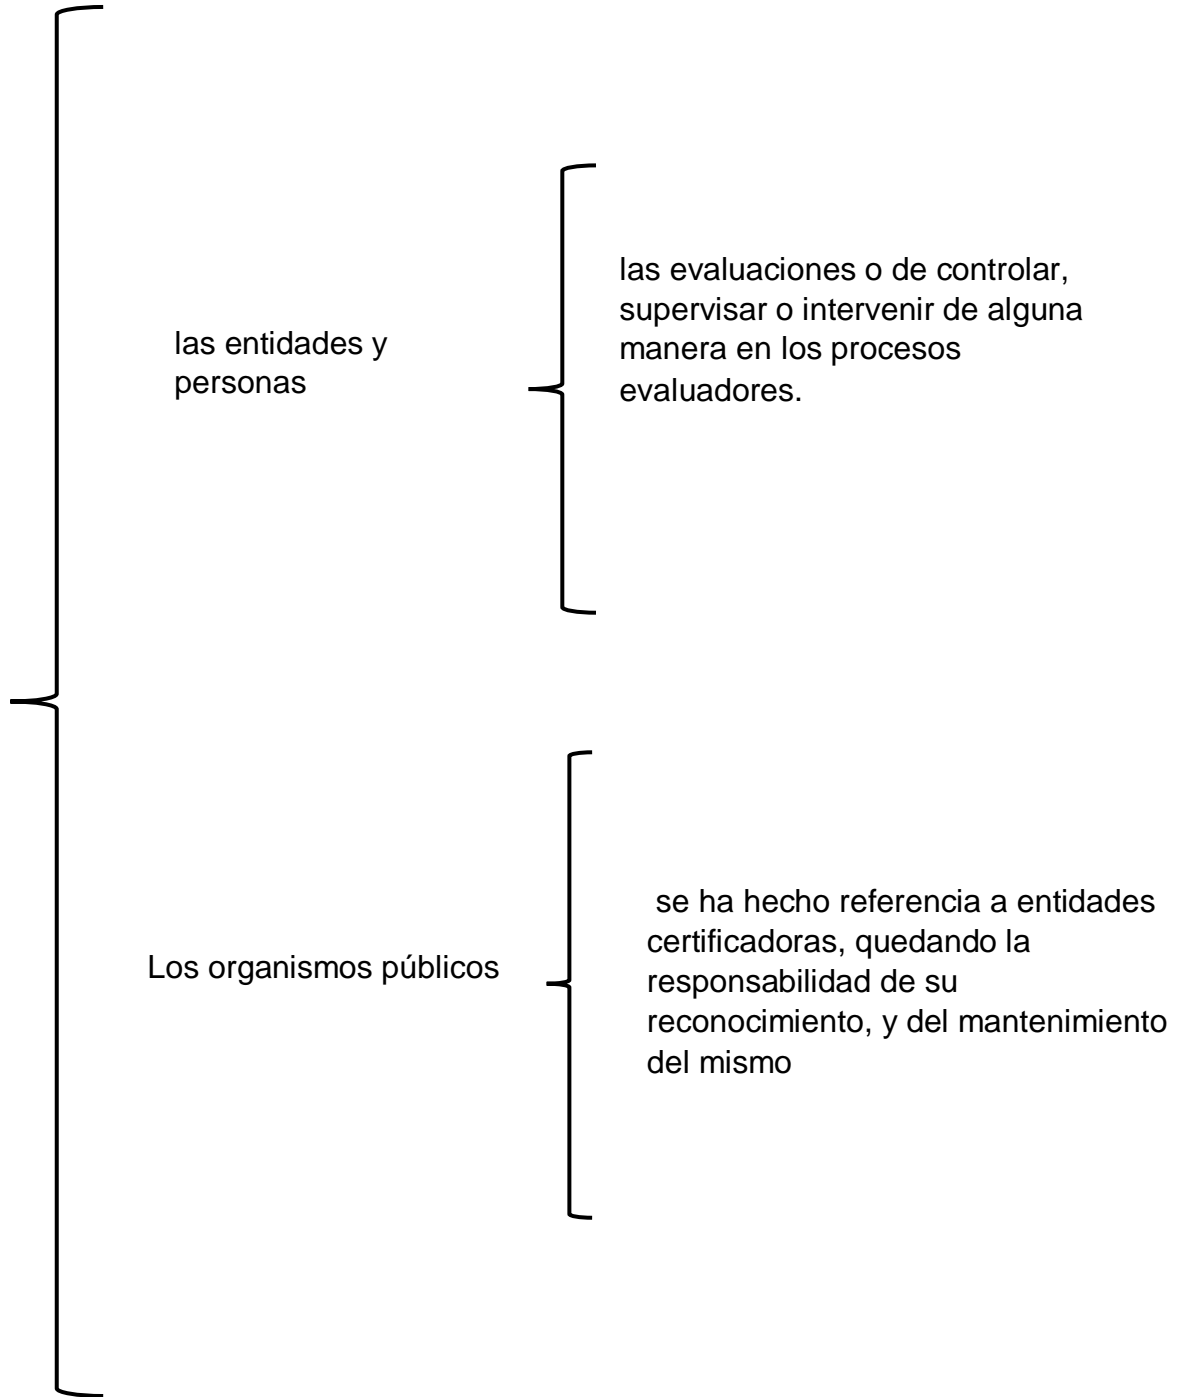 las entidades y
personas
las evaluaciones o de controlar,
supervisar o intervenir de alguna
manera en los procesos
evaluadores.
Los organismos públicos
se ha hecho referencia a entidades
certificadoras, quedando la
responsabilidad de su
reconocimiento, y del mantenimiento
del mismo